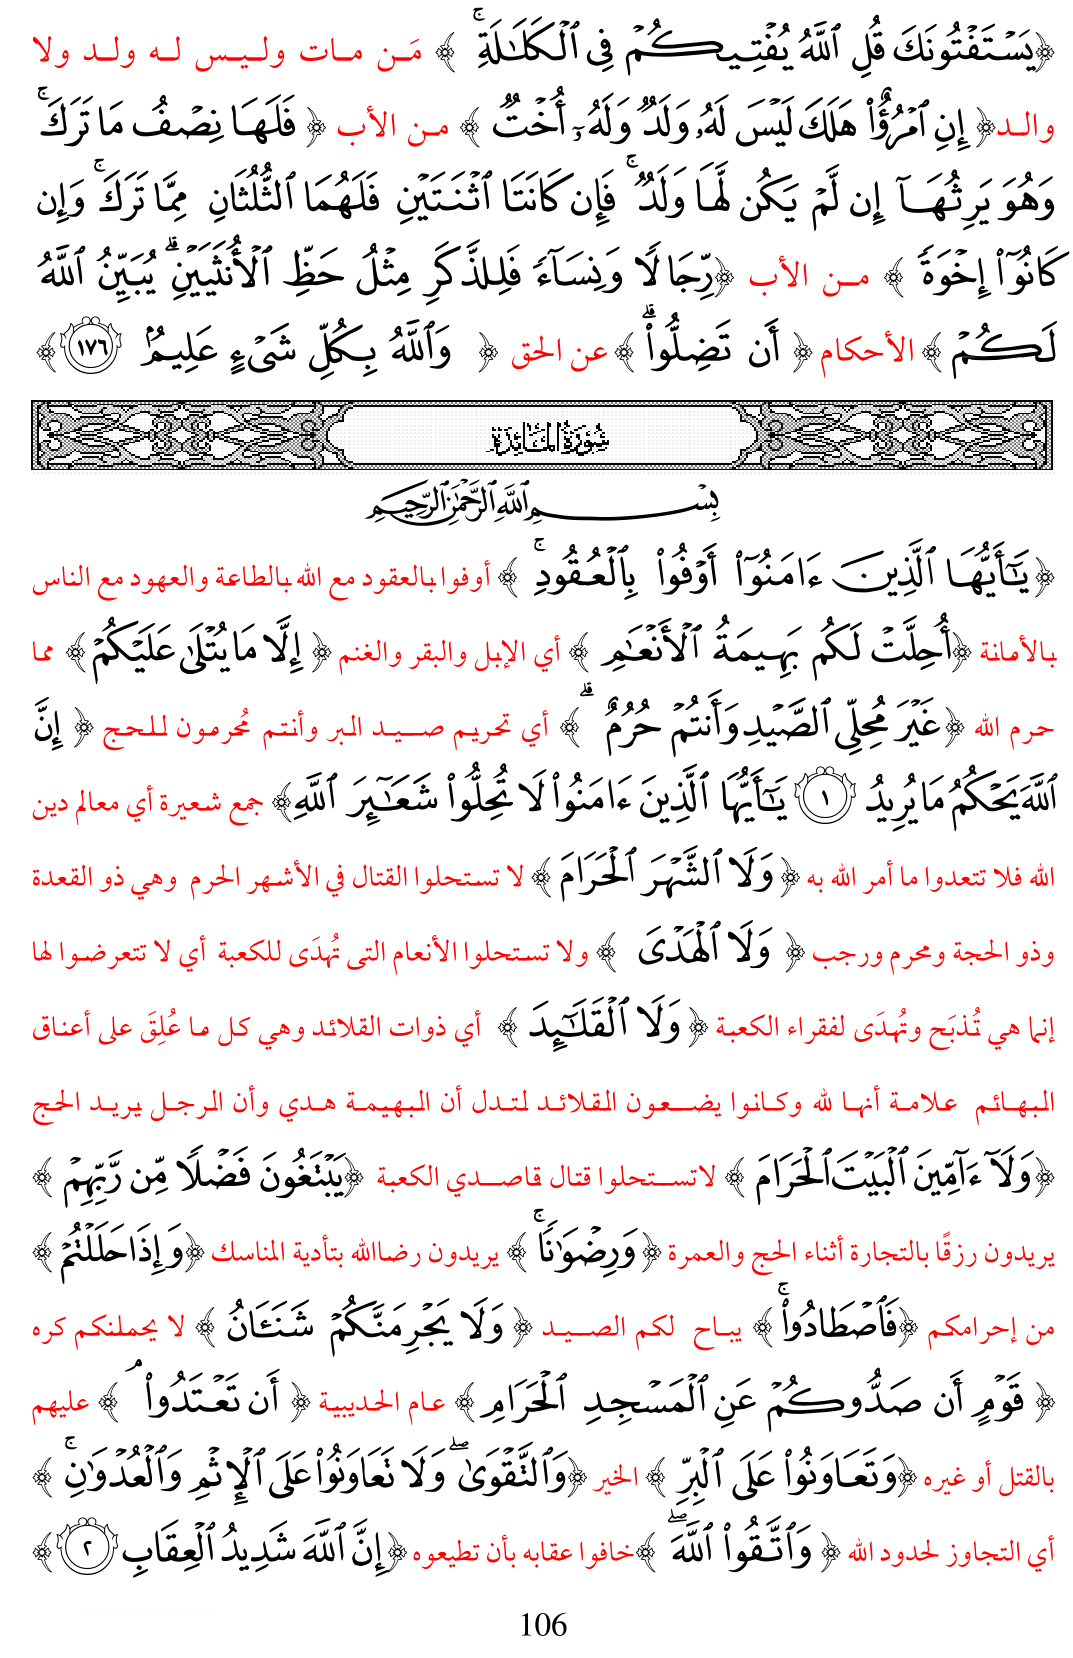 ﴿يَسْتَفْتُونَكَ قُلِ ٱللَّهُ يُفْتِيكُمْ فِى ٱلْكَلَـٰلَةِ ۚ ﴾ مَن مات وليس له ولد ولا
والد﴿ إِنِ ٱمْرُؤٌا۟ هَلَكَ لَيْسَ لَهُۥ وَلَدٌ وَلَهُۥٓ أُخْتٌ ﴾ من الأب ﴿ فَلَهَا نِصْفُ مَا تَرَكَ ۚ
وَهُوَ يَرِثُهَآ إِن لَّمْ يَكُن لَّهَا وَلَدٌ ۚ فَإِن كَانَتَا ٱثْنَتَيْنِ فَلَهُمَا ٱلثُّلُثَانِ مِمَّا تَرَكَ ۚ وَإِن
كَانُوٓا۟ إِخْوَةً ﴾ من الأب ﴿رِّجَالًا وَنِسَآءً فَلِلذَّكَرِ مِثْلُ حَظِّ ٱلْأُنثَيَيْنِ ۗ يُبَيِّنُ ٱللَّهُ
لَكُمْ ﴾ الأحكام ﴿ أَن تَضِلُّوا۟ ۗ ﴾ عن الحق ﴿ وَٱللَّهُ بِكُلِّ شَىْءٍ عَلِيمٌۢ ١٧٦﴾
سُورَةُ المَائِدَة
بِسْمِ ٱللَّهِ ٱلرَّحْمَـٰنِ ٱلرَّحِيمِ
﴿ يَـٰٓأَيُّهَا ٱلَّذِينَ ءَامَنُوٓا۟ أَوْفُوا۟ بِٱلْعُقُودِ ۚ ﴾ أوفوا بالعقود مع الله بالطاعة والعهود مع الناس
بالأمانة ﴿أُحِلَّتْ لَكُم بَهِيمَةُ ٱلْأَنْعَـٰمِ ﴾ أي الإبل والبقر والغنم ﴿ إِلَّا مَا يُتْلَىٰ عَلَيْكُمْ ﴾ مما
حرم الله ﴿غَيْرَ مُحِلِّى ٱلصَّيْدِ وَأَنتُمْ حُرُمٌ ۗ ﴾ أي تحريم صيد البر وأنتم مُحرمون للحج ﴿ إِنَّ
ٱللَّهَ يَحْكُمُ مَا يُرِيدُ ١ يَـٰٓأَيُّهَا ٱلَّذِينَ ءَامَنُوا۟ لَا تُحِلُّوا۟ شَعَـٰٓئِرَ ٱللَّهِ﴾ جمع شعيرة أي معالم دين
الله فلا تتعدوا ما أمر الله به ﴿وَلَا ٱلشَّهْرَ ٱلْحَرَامَ ﴾ لا تستحلوا القتال في الأشهر الحرم وهي ذو القعدة
وذو الحجة ومحرم ورجب ﴿ وَلَا ٱلْهَدْىَ ﴾ ولا تستحلوا الأنعام التى تُهدَى للكعبة أي لا تتعرضوا لها
إنما هي تُذبَح وتُهدَى لفقراء الكعبة ﴿ وَلَا ٱلْقَلَـٰٓئِدَ ﴾ أي ذوات القلائد وهي كل ما عُلِقَ على أعناق
البهائم علامة أنها لله وكانوا يضعون القلائد لتدل أن البهيمة هدي وأن الرجل يريد الحج
﴿وَلَآ ءَآمِّينَ ٱلْبَيْتَ ٱلْحَرَامَ ﴾ لاتستحلوا قتال قاصدي الكعبة ﴿يَبْتَغُونَ فَضْلًا مِّن رَّبِّهِمْ ﴾
يريدون رزقًا بالتجارة أثناء الحج والعمرة ﴿ وَرِضْوَٰنًا ۚ ﴾ يريدون رضاالله بتأدية المناسك ﴿وَإِذَا حَلَلْتُمْ ﴾
من إحرامكم ﴿فَٱصْطَادُوا۟ ۚ ﴾ يباح لكم الصيد ﴿ وَلَا يَجْرِمَنَّكُمْ شَنَـَٔانُ ﴾ لا يحملنكم كره
﴿ قَوْمٍ أَن صَدُّوكُمْ عَنِ ٱلْمَسْجِدِ ٱلْحَرَامِ ﴾ عام الحديبية ﴿ أَن تَعْتَدُوا۟ ۘ ﴾ عليهم
بالقتل أو غيره ﴿وَتَعَاوَنُوا۟ عَلَى ٱلْبِرِّ ﴾ الخير ﴿وَٱلتَّقْوَىٰ ۖ وَلَا تَعَاوَنُوا۟ عَلَى ٱلْإِثْمِ وَٱلْعُدْوَٰنِ ۚ ﴾
أي التجاوز لحدود الله ﴿ وَٱتَّقُوا۟ ٱللَّهَ ۖ ﴾خافوا عقابه بأن تطيعوه ﴿إِنَّ ٱللَّهَ شَدِيدُ ٱلْعِقَابِ ٢ ﴾
106